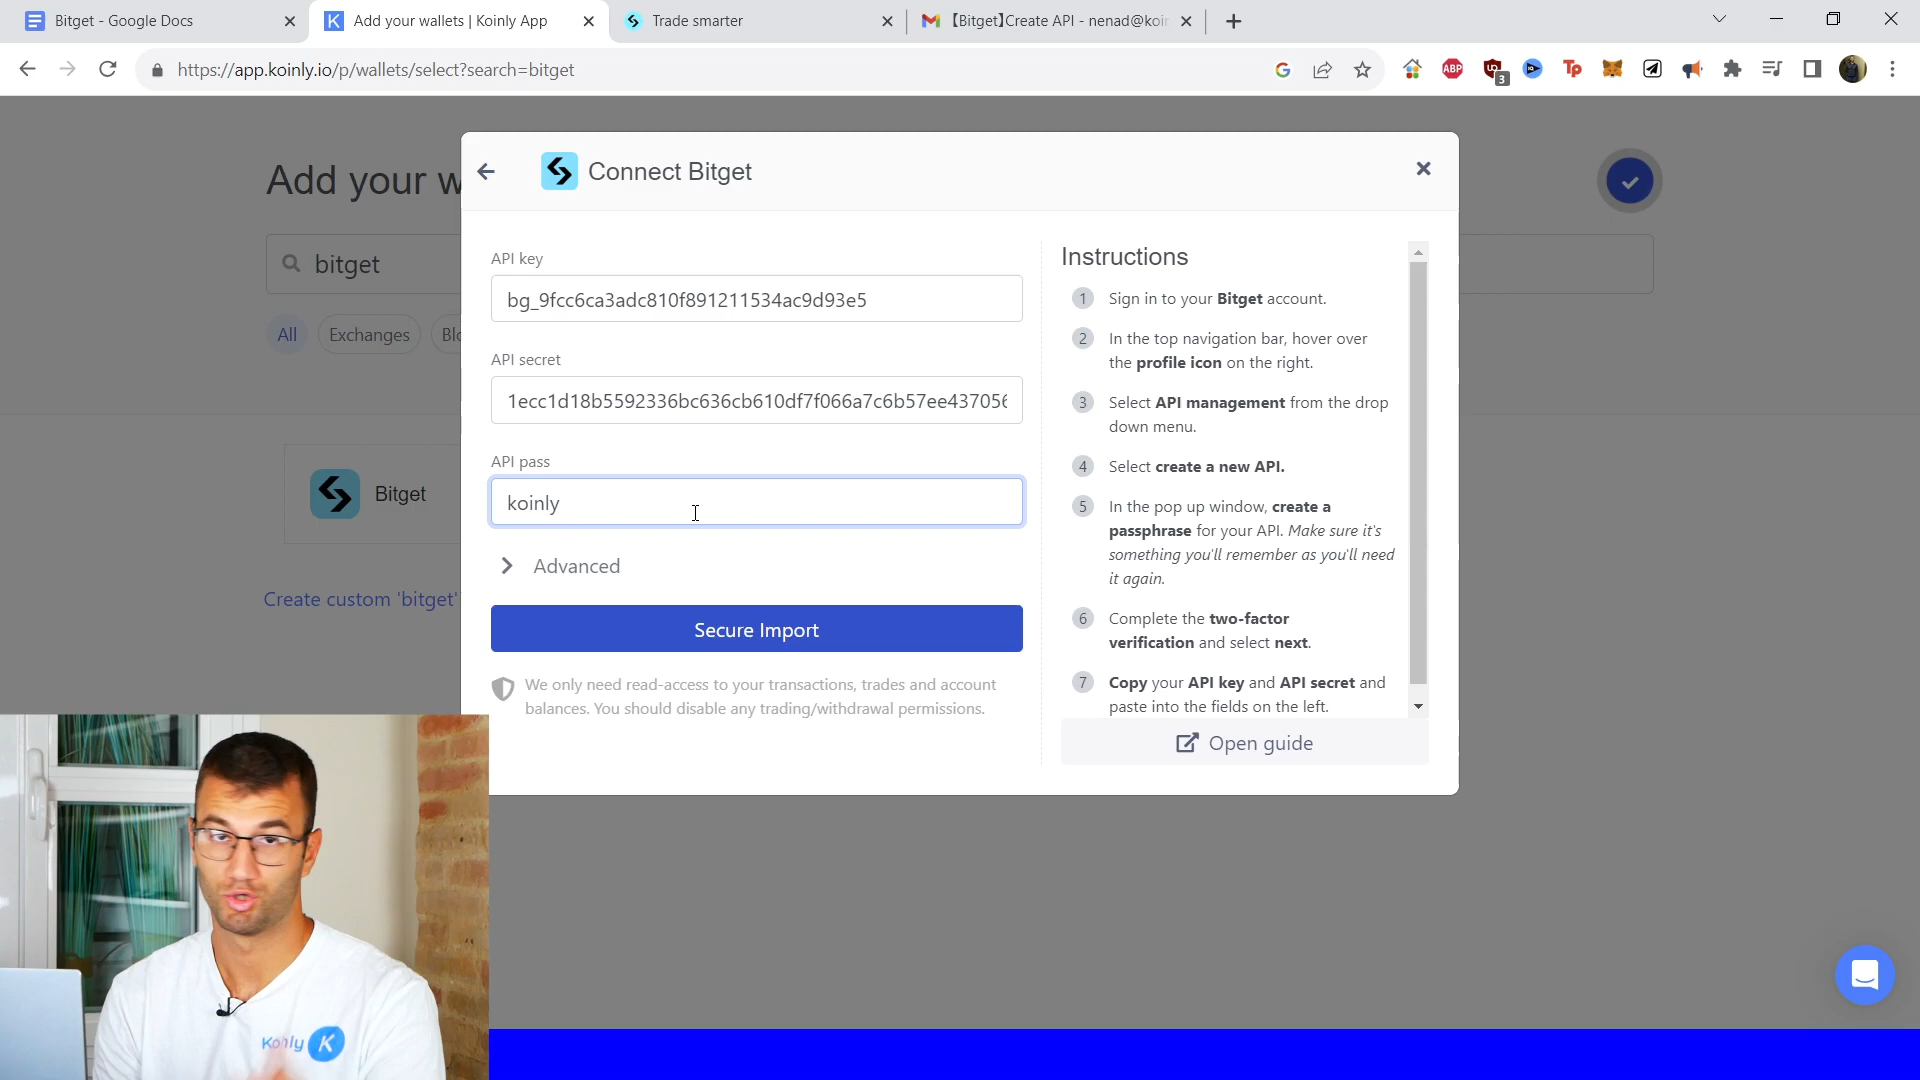 Bitget - Google Docs
Add your wallets | Koinly App
Trade smarter
【Bitget】Create API - nenad@koin
https://app.koinly.io/p/wallets/select?search=bitget
ABP
3
Tp
Add your w
bitget
All
Exchanges
Blo
Bitget
Create custom 'bitget'
Connect Bitget
API key
bg_9fcc6ca3adc810f891211534ac9d93e5
API secret
1ecc1d18b5592336bc636cb610df7f066a7c6b57ee437056
API pass
koinly
Advanced
Secure Import
We only need read-access to your transactions, trades and account
balances. You should disable any trading/withdrawal permissions.
Instructions
1 Sign in to your Bitget account.
2 In the top navigation bar, hover over
the profile icon on the right.
3 Select API management from the drop
down menu.
4 Select create a new API.
5 In the pop up window, create a
passphrase for your API. Make sure it's
something you'll remember as you'll need
it again.
6 Complete the two-factor
verification and select next.
7 Copy your API key and API secret and
paste into the fields on the left.
Open guide
Koinly K